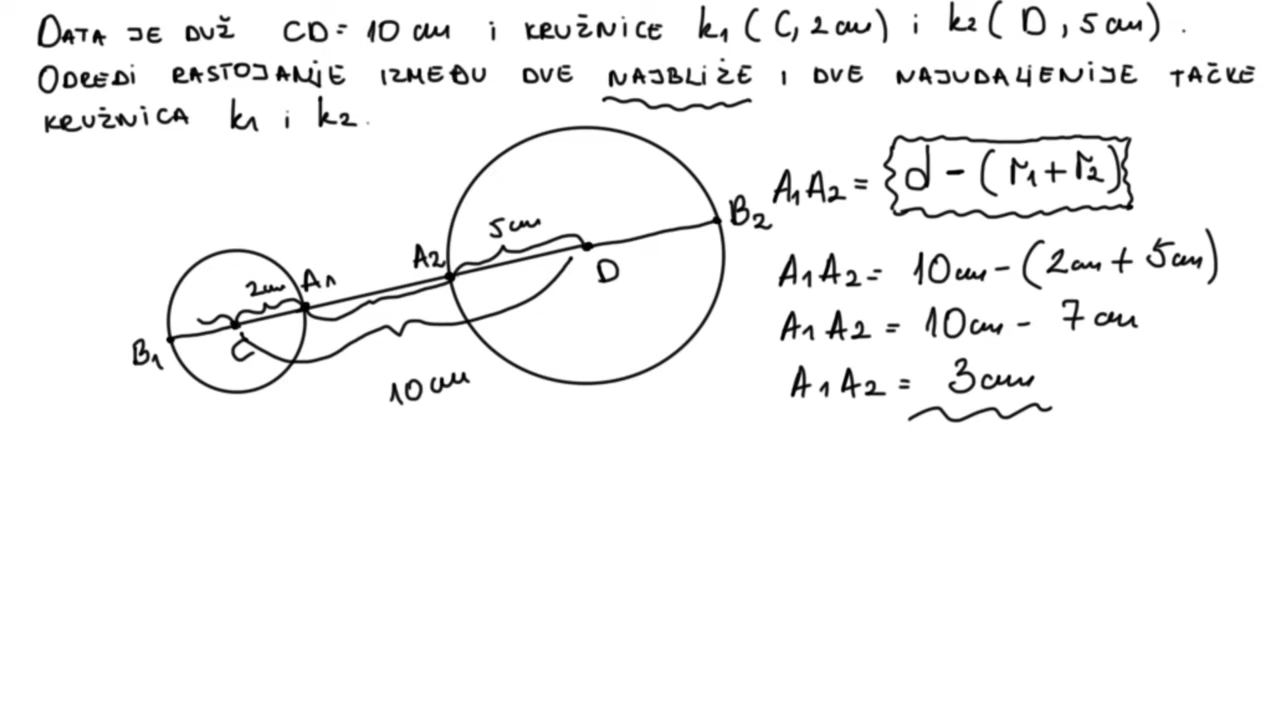 DATA JE DUŽ CD = 10 cm i KRUŽNICE k1 (C, 2 cm) i k2 (D, 5 cm).
ODREDI RASTOJANJE IZMEĐU DVE NAJBLIŽE I DVE NAJUDALJENIJE TAČKE
KRUŽNICA k1 i k2.
A1A2 = d - (r1 + r2)
B2
5 cm
A2
D
A1A2 = 10 cm - (2 cm + 5 cm)
2 cm
A1
A1A2 = 10 cm - 7 cm
B1
C
10 cm
A1A2 = 3 cm